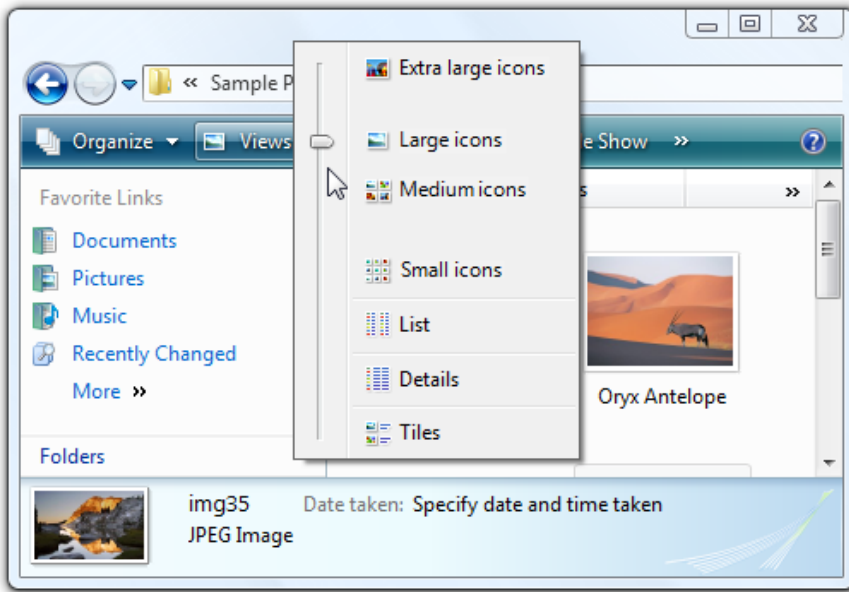 « Sample P
Organize
Views
e Show »
Favorite Links
Documents
Pictures
Music
Recently Changed
More »
Folders
Extra large icons
Large icons
Medium icons
Small icons
List
Details
Tiles
s »
Oryx Antelope
img35
Date taken: Specify date and time taken
JPEG Image